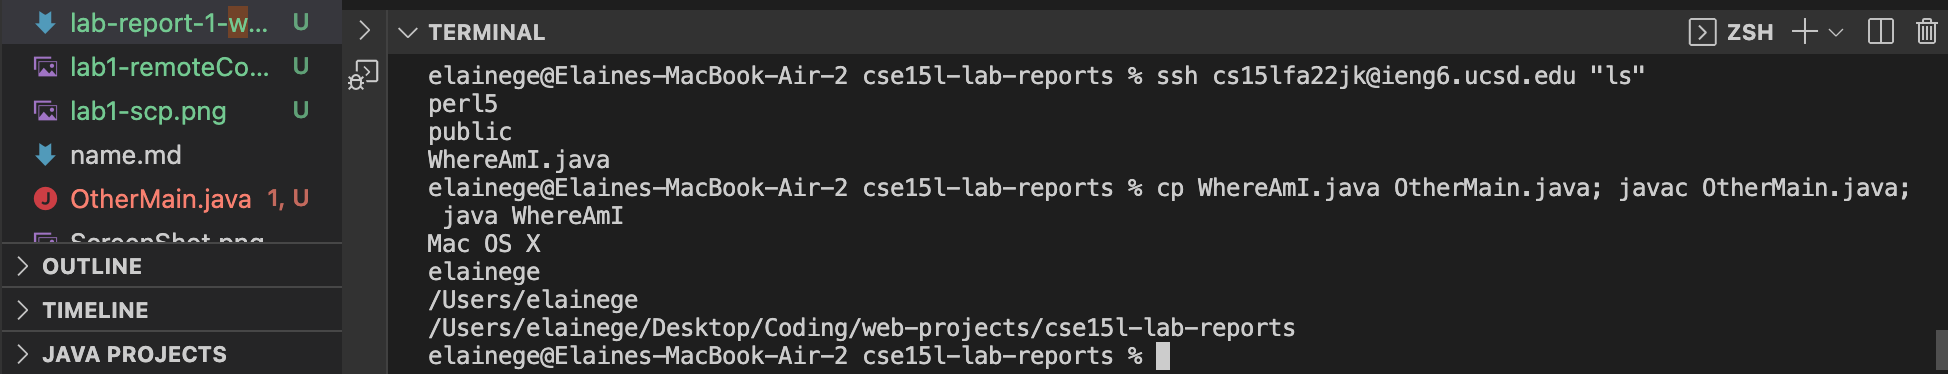 lab-report-1-w... U
lab1-remoteCo... U
lab1-scp.png U
name.md
J OtherMain.java 1, U
ScreenShot.png
OUTLINE
TIMELINE
JAVA PROJECTS
TERMINAL
ZSH
elainege@Elaines-MacBook-Air-2 cse15l-lab-reports % ssh cs15lfa22jk@ieng6.ucsd.edu "ls"
perl5
public
WhereAmI.java
elainege@Elaines-MacBook-Air-2 cse15l-lab-reports % cp WhereAmI.java OtherMain.java; javac OtherMain.java;
 java WhereAmI
Mac OS X
elainege
/Users/elainege
/Users/elainege/Desktop/Coding/web-projects/cse15l-lab-reports
elainege@Elaines-MacBook-Air-2 cse15l-lab-reports %